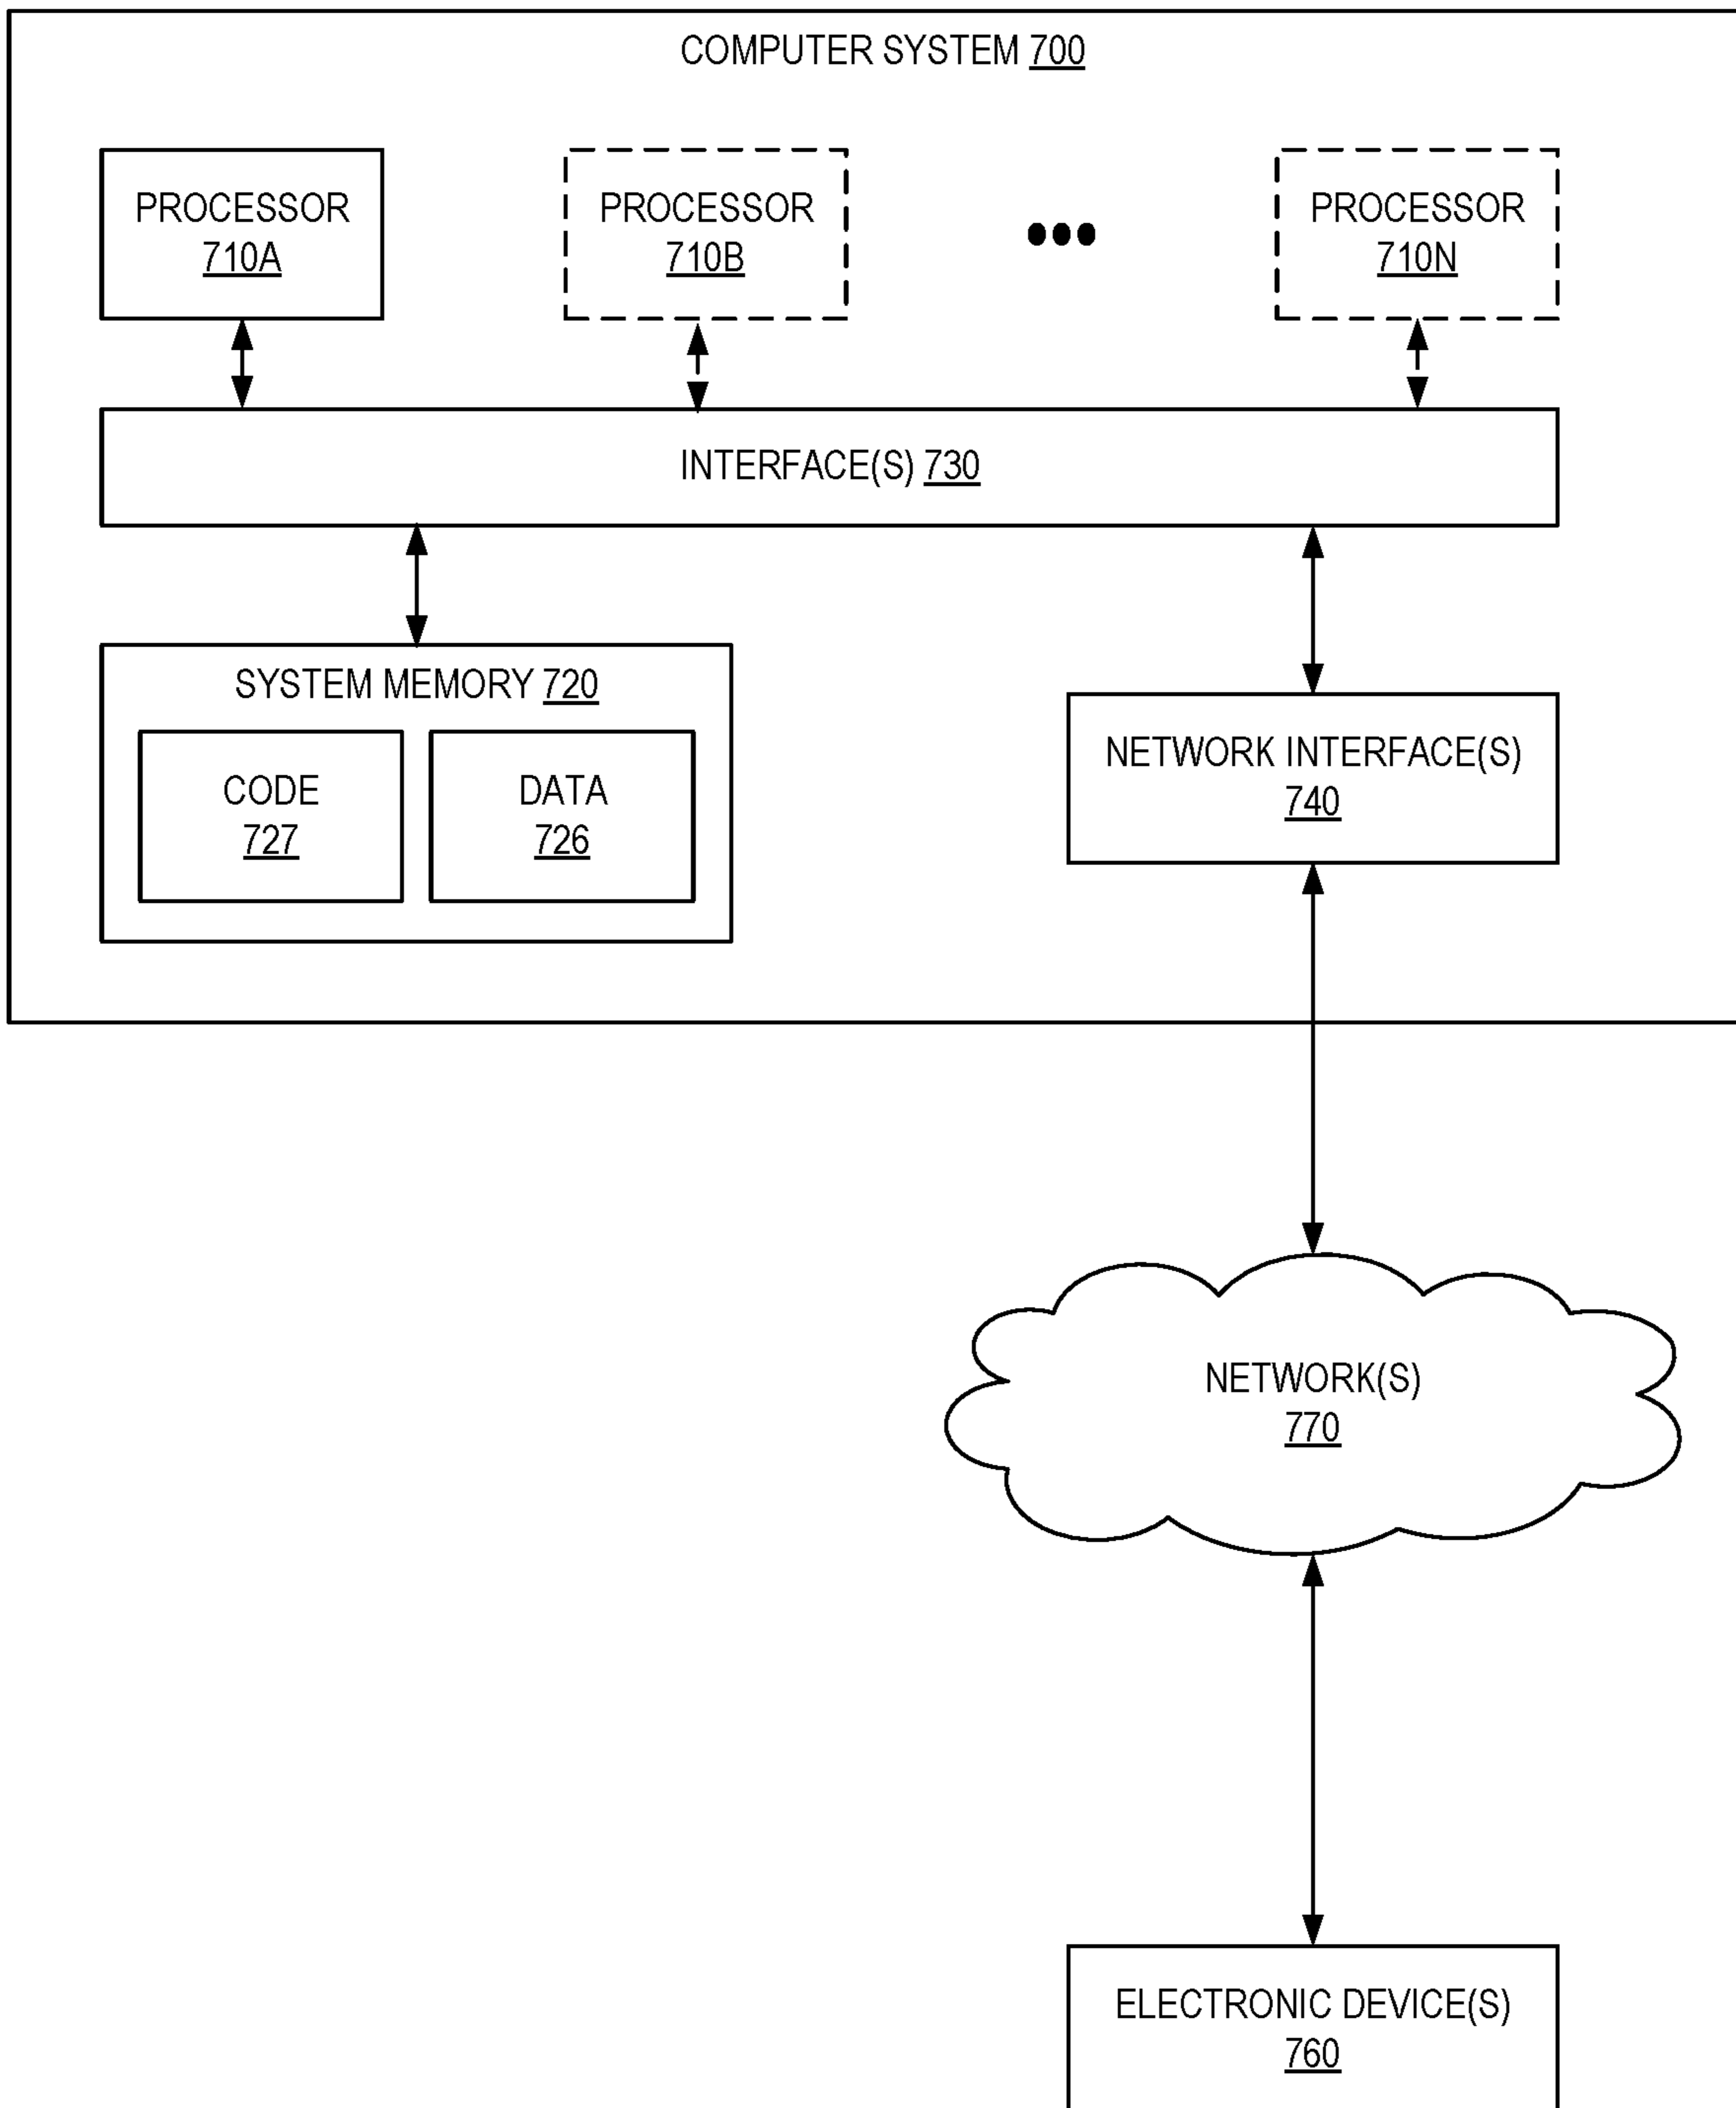 COMPUTER SYSTEM 700
PROCESSOR
710A
PROCESSOR
710B
PROCESSOR
710N
INTERFACE(S) 730
SYSTEM MEMORY 720
CODE
727
DATA
726
NETWORK INTERFACE(S)
740
NETWORK(S)
770
ELECTRONIC DEVICE(S)
760